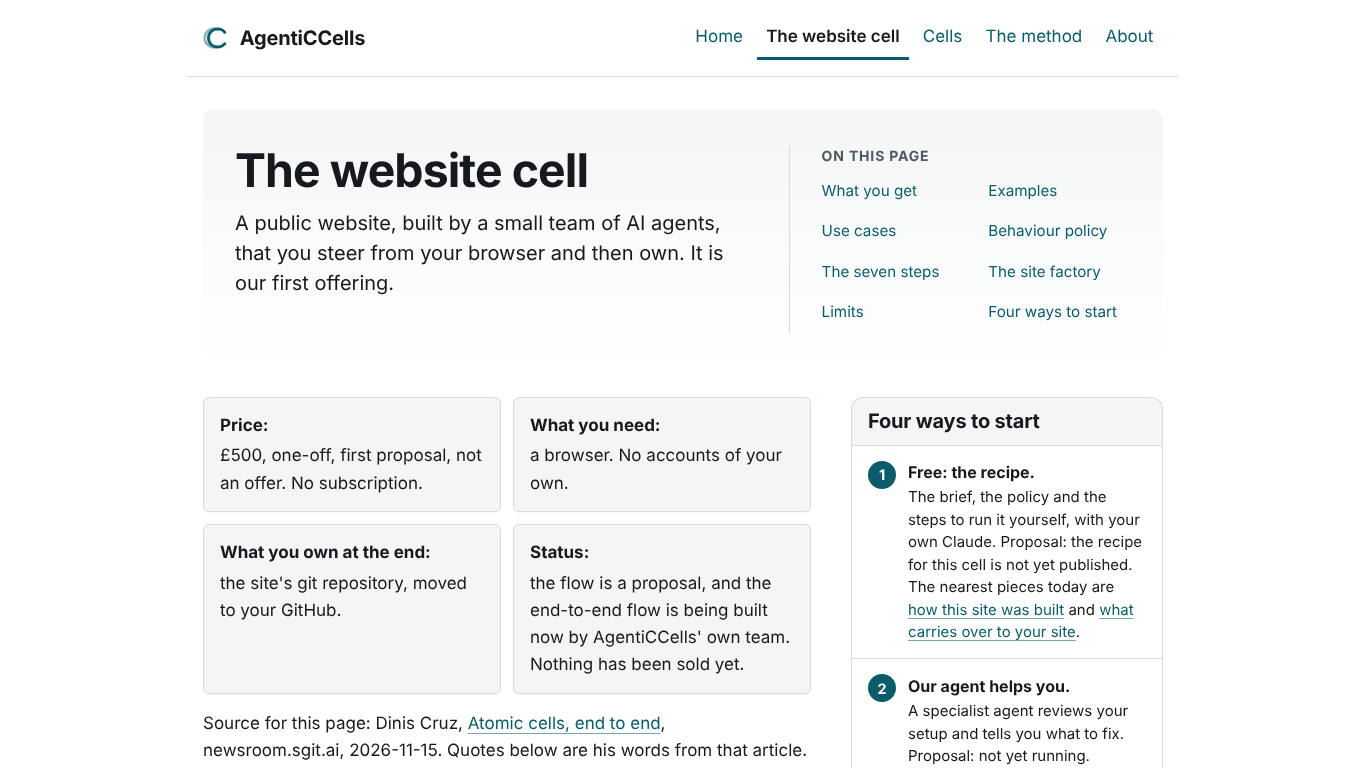 AgentiCCells
Home
The website cell
Cells
The method
About
The website cell
A public website, built by a small team of AI agents,
that you steer from your browser and then own. It is
our first offering.
ON THIS PAGE
What you get
Examples
Use cases
Behaviour policy
The seven steps
The site factory
Limits
Four ways to start
Price:
£500, one-off, first proposal, not
an offer. No subscription.
What you need:
a browser. No accounts of your
own.
What you own at the end:
the site's git repository, moved
to your GitHub.
Status:
the flow is a proposal, and the
end-to-end flow is being built
now by AgentiCCells' own team.
Nothing has been sold yet.
Source for this page: Dinis Cruz, Atomic cells, end to end,
newsroom.sgit.ai, 2026-11-15. Quotes below are his words from that article.
Four ways to start
1
Free: the recipe.
The brief, the policy and the
steps to run it yourself, with your
own Claude. Proposal: the recipe
for this cell is not yet published.
The nearest pieces today are
how this site was built and what
carries over to your site.
2
Our agent helps you.
A specialist agent reviews your
setup and tells you what to fix.
Proposal: not yet running.